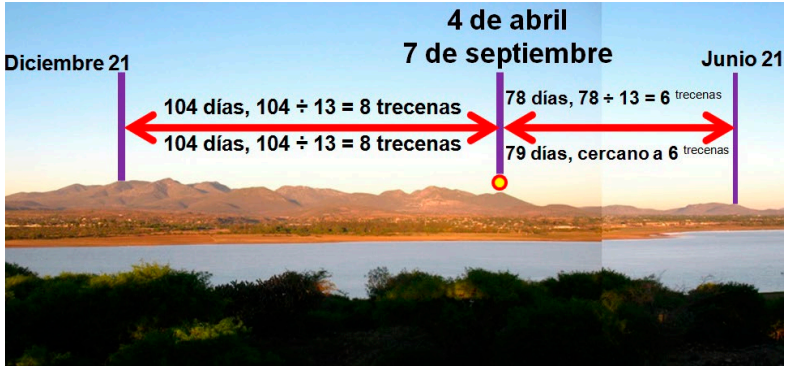 4 de abril
7 de septiembre
Diciembre 21
Junio 21
104 días, 104 ÷ 13 = 8 trecenas
78 días, 78 ÷ 13 = 6 trecenas
104 días, 104 ÷ 13 = 8 trecenas
79 días, cercano a 6 trecenas